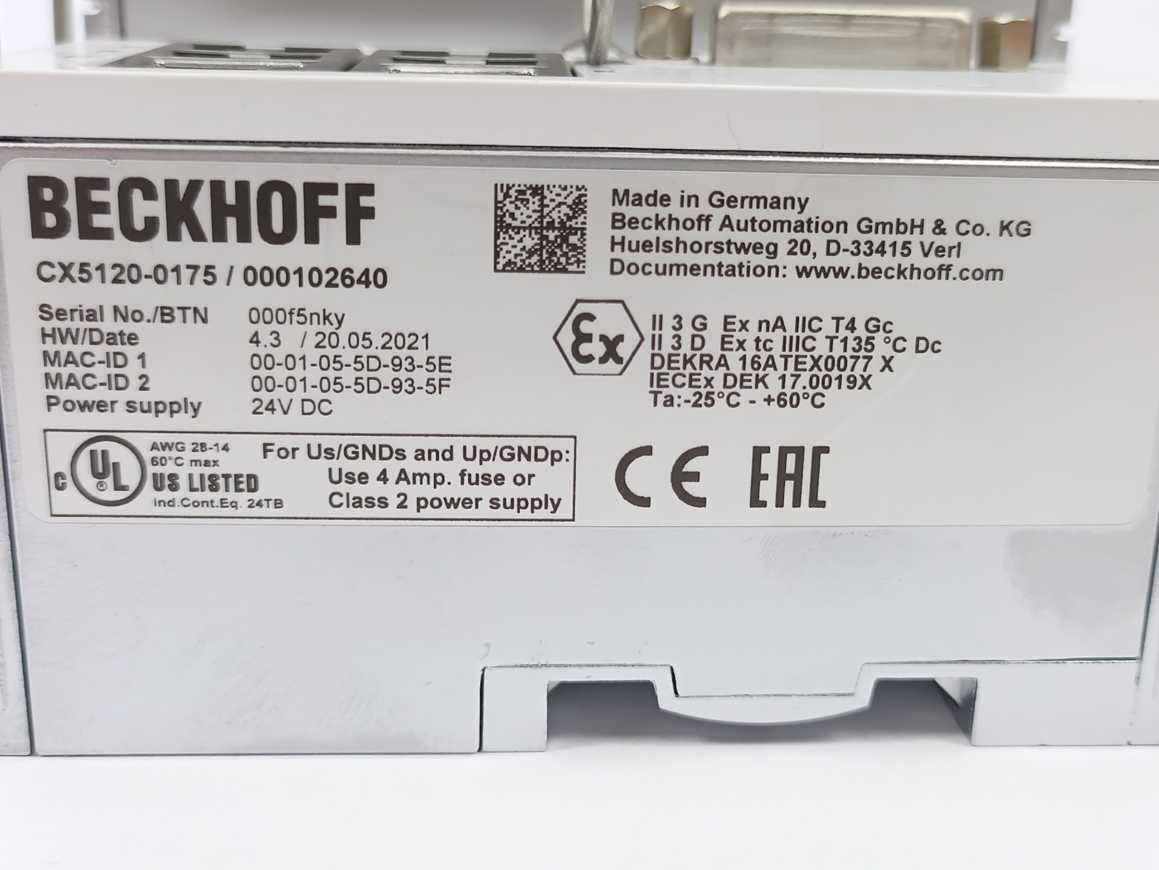 BECKHOFF
CX5120-0175 / 000102640
Serial No./BTN 000f5nky
HW/Date 4.3 / 20.05.2021
MAC-ID 1 00-01-05-5D-93-5E
MAC-ID 2 00-01-05-5D-93-5F
Power supply 24V DC
Made in Germany
Beckhoff Automation GmbH & Co. KG
Huelshorstweg 20, D-33415 Verl
Documentation: www.beckhoff.com
Ex
II 3 G Ex nA IIC T4 Gc
II 3 D Ex tc IIIC T135 °C Dc
DEKRA 16ATEX0077 X
IECEx DEK 17.0019X
Ta:-25°C - +60°C
C UL ®
AWG 28-14
60°C max
US LISTED
Ind.Cont.Eq. 24TB
For Us/GNDs and Up/GNDp:
Use 4 Amp. fuse or
Class 2 power supply
CE EAC